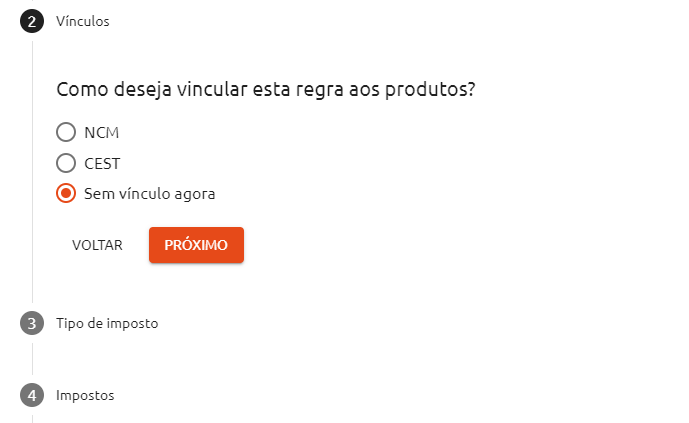 2 Vínculos
Como deseja vincular esta regra aos produtos?
NCM
CEST
Sem vínculo agora
VOLTAR PRÓXIMO
3 Tipo de imposto
4 Impostos